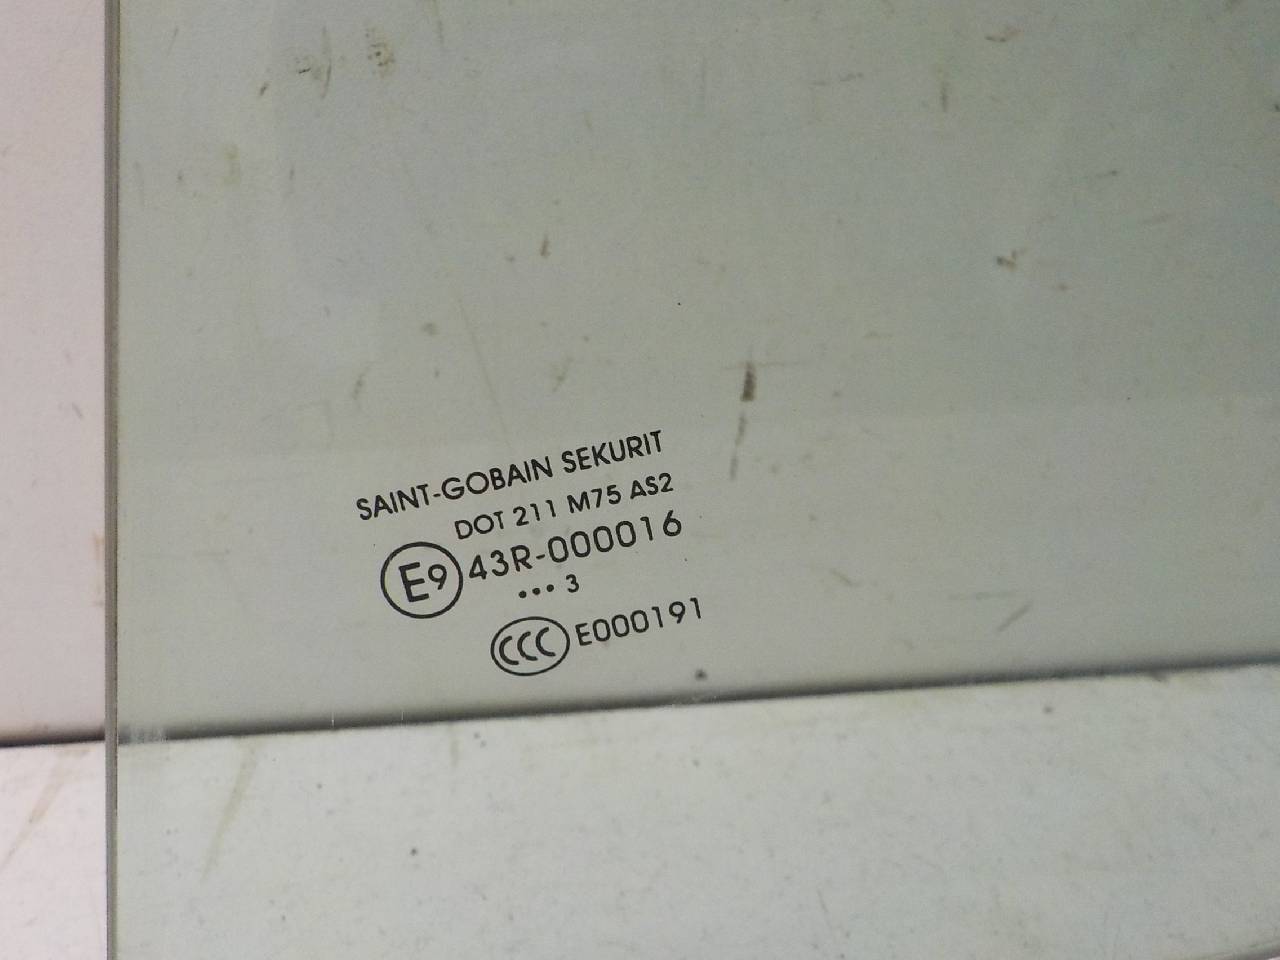 SAINT-GOBAIN SEKURIT
DOT 211 M75 AS2
E9 43R-000016
••• 3
CCC E000191